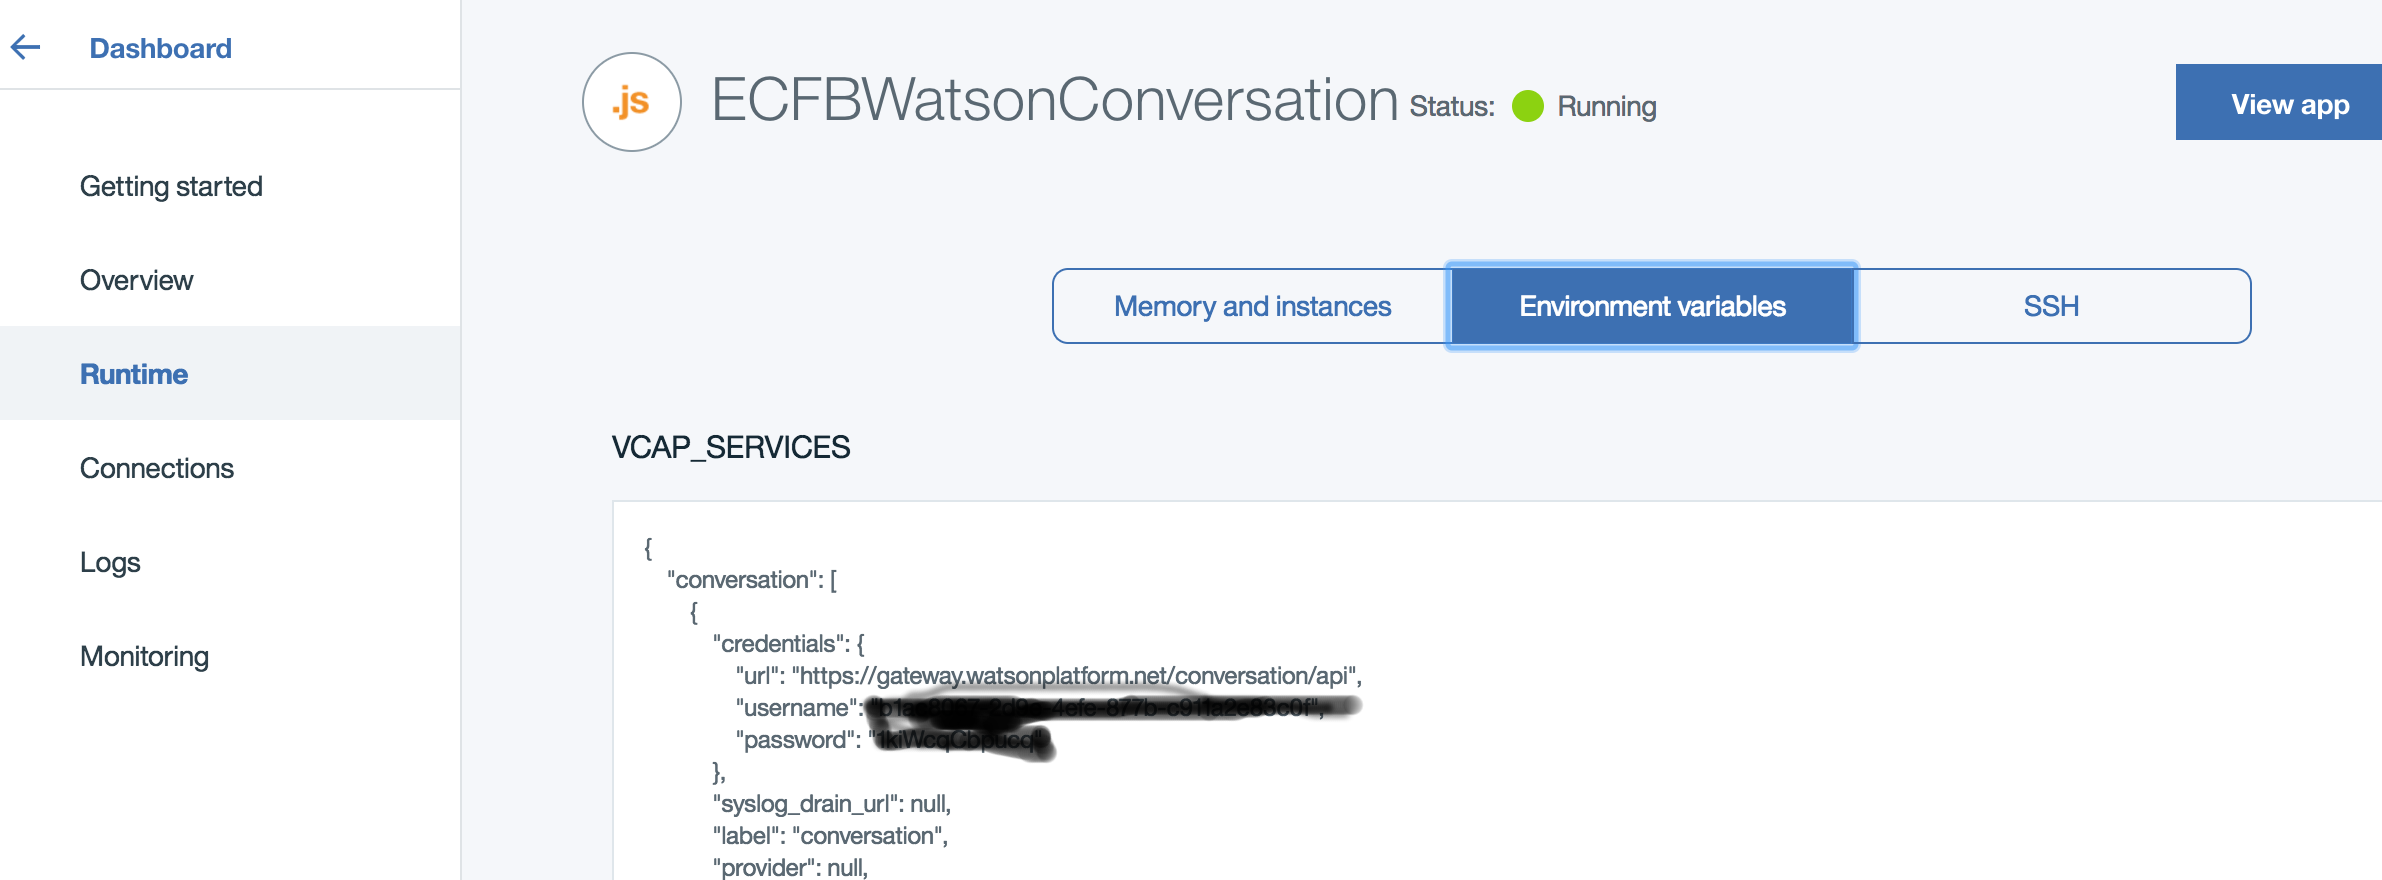 Dashboard
Getting started
Overview
Runtime
Connections
Logs
Monitoring
.js
ECFBWatsonConversation Status: Running
View app
Memory and instances
Environment variables
SSH
VCAP_SERVICES
{
"conversation": [
{
"credentials": {
"url": "https://gateway.watsonplatform.net/conversation/api",
"username":
"password":
},
"syslog_drain_url": null,
"label": "conversation",
"provider": null,